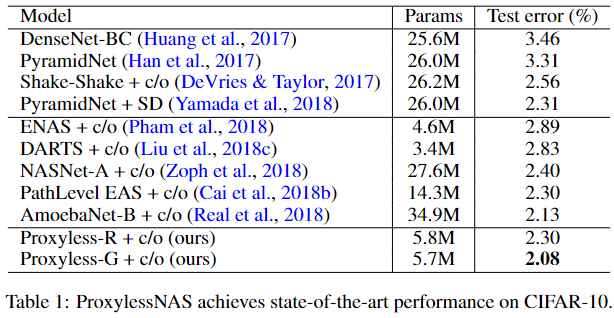 Model Params Test error (%)
DenseNet-BC (Huang et al., 2017) 25.6M 3.46
PyramidNet (Han et al., 2017) 26.0M 3.31
Shake-Shake + c/o (DeVries & Taylor, 2017) 26.2M 2.56
PyramidNet + SD (Yamada et al., 2018) 26.0M 2.31
ENAS + c/o (Pham et al., 2018) 4.6M 2.89
DARTS + c/o (Liu et al., 2018c) 3.4M 2.83
NASNet-A + c/o (Zoph et al., 2018) 27.6M 2.40
PathLevel EAS + c/o (Cai et al., 2018b) 14.3M 2.30
AmoebaNet-B + c/o (Real et al., 2018) 34.9M 2.13
Proxyless-R + c/o (ours) 5.8M 2.30
Proxyless-G + c/o (ours) 5.7M 2.08
Table 1: ProxylessNAS achieves state-of-the-art performance on CIFAR-10.